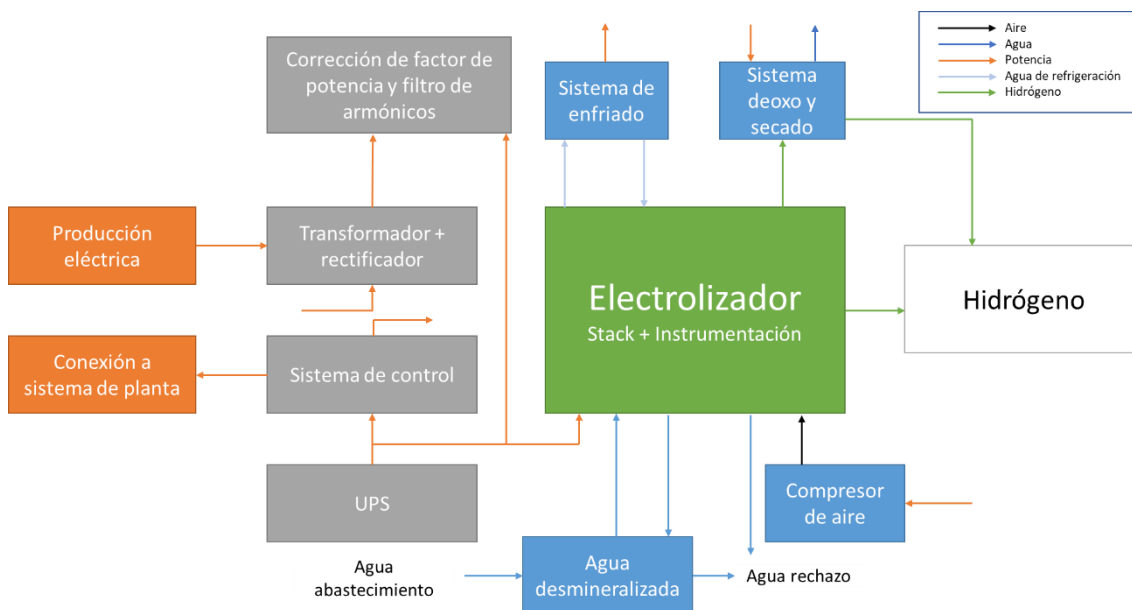 Aire
Agua
Potencia
Agua de refrigeración
Hidrógeno
Corrección de factor de
potencia y filtro de
armónicos
Sistema de
enfriado
Sistema
deoxo y
secado
Producción
eléctrica
Transformador +
rectificador
Electrolizador
Stack + Instrumentación
Hidrógeno
Conexión a
sistema de planta
Sistema de control
UPS
Compresor
de aire
Agua
abastecimiento
Agua
desmineralizada
Agua rechazo